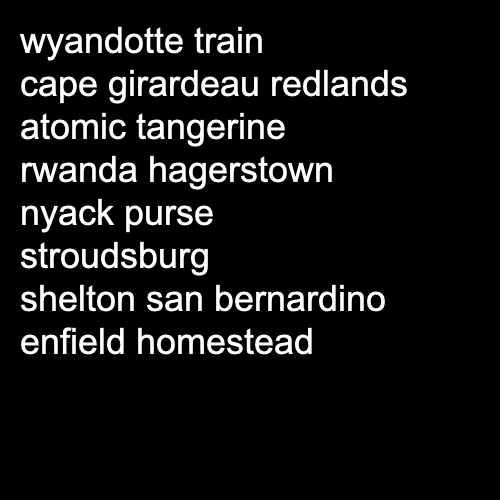 wyandotte train
cape girardeau redlands
atomic tangerine
rwanda hagerstown
nyack purse
stroudsburg
shelton san bernardino
enfield homestead